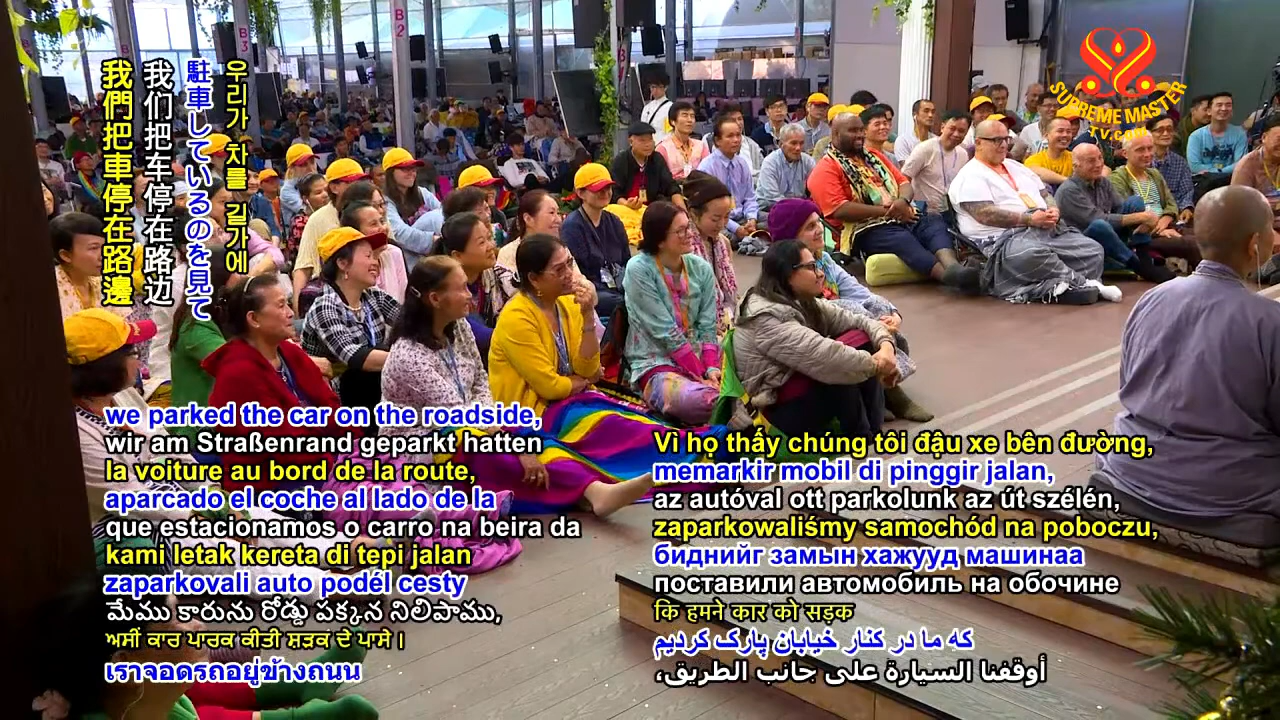 B2
B3
SUPREME MASTER
TV.com
우리가 차를 길가에
駐車しているのを見て
我们把车停在路边
我們把車停在路邊
we parked the car on the roadside,
wir am Straßenrand geparkt hatten
la voiture au bord de la route,
aparcado el coche al lado de la
que estacionamos o carro na beira da
kami letak kereta di tepi jalan
zaparkovali auto podél cesty
మేము కారును రోడ్డు పక్కన నిలిపాము,
ਅਸੀਂ ਕਾਰ ਪਾਰਕ ਕੀਤੀ ਸੜਕ ਦੇ ਪਾਸੇ।
เราจอดรถอยู่ข้างถนน
Vì họ thấy chúng tôi đậu xe bên đường,
memarkir mobil di pinggir jalan,
az autóval ott parkolunk az út szélén,
zaparkowaliśmy samochód na poboczu,
биднийг замын хажууд машинаа
поставили автомобиль на обочине
कि हमने कार को सड़क
که ما در کنار خیابان پارک کردیم
أوقفنا السيارة على جانب الطريق،